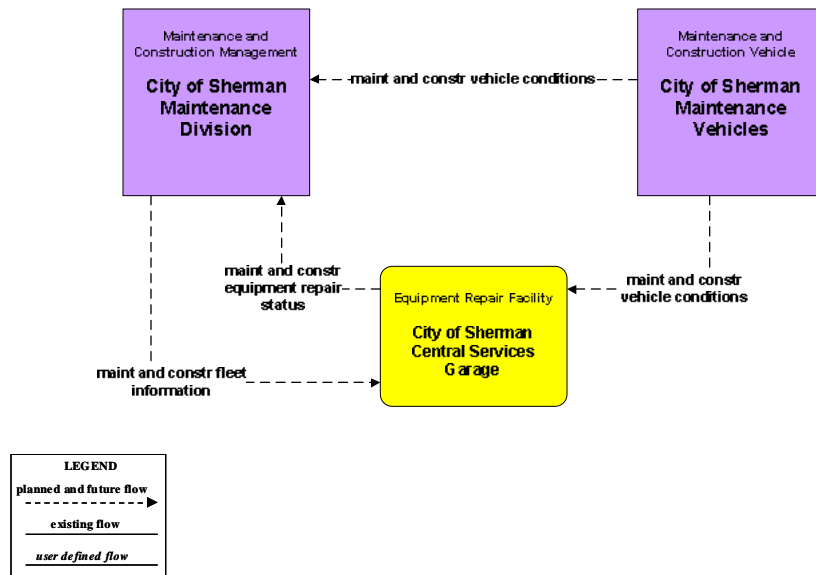 Maintenance and
Construction Management
City of Sherman
Maintenance
Division
maint and constr vehicle conditions
Maintenance and
Construction Vehicle
City of Sherman
Maintenance
Vehicles
maint and constr
equipment repair
status
Equipment Repair Facility
City of Sherman
Central Services
Garage
maint and constr
vehicle conditions
maint and constr fleet
information
LEGEND
planned and future flow
existing flow
user defined flow